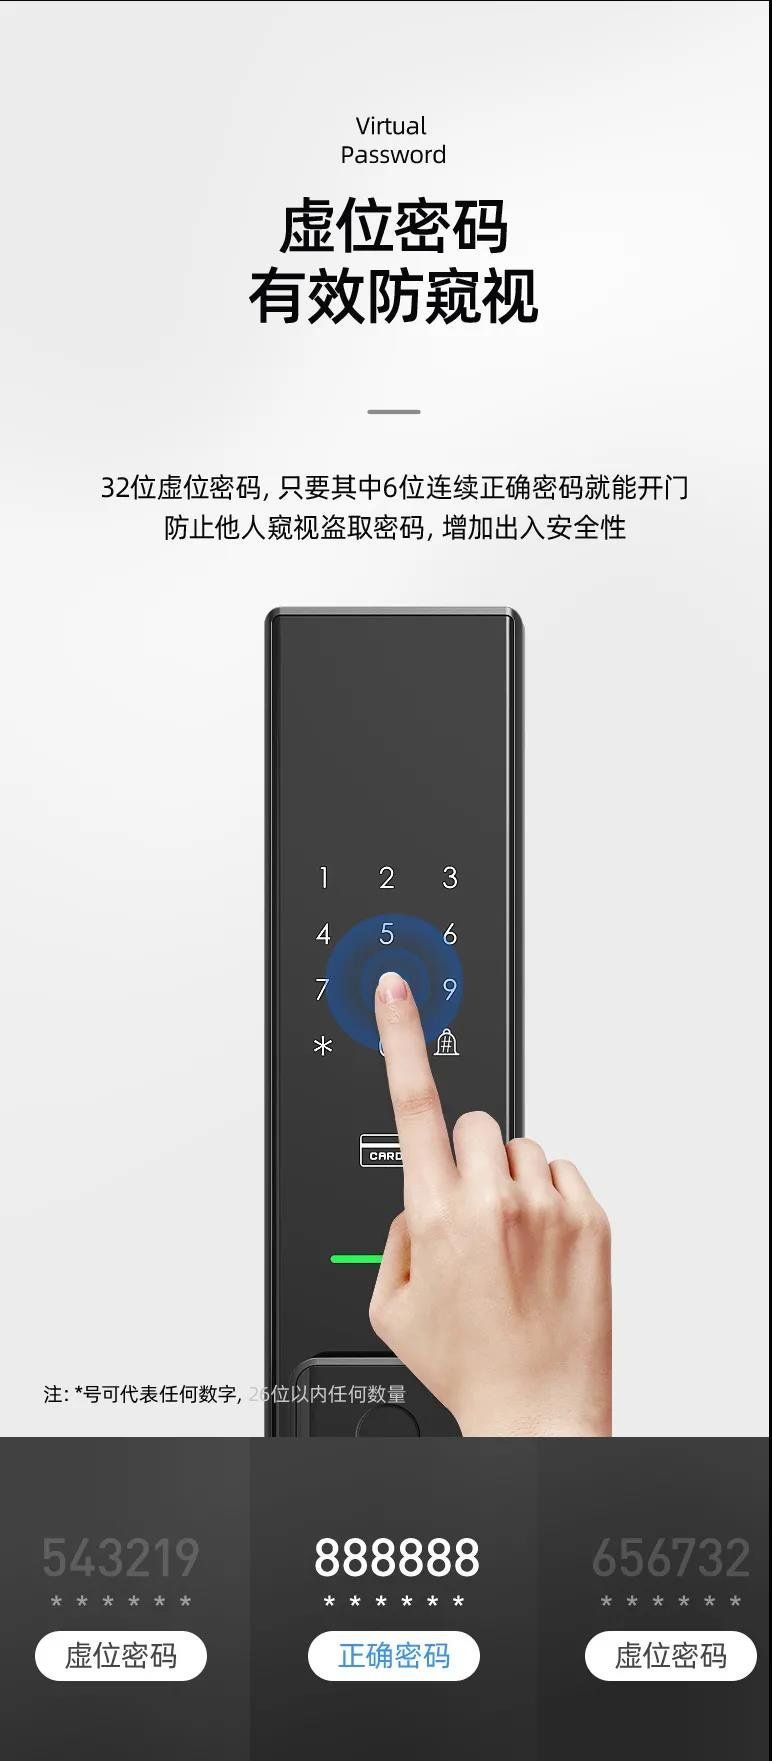 Virtual
Password
虚位密码
有效防窥视
32位虚位密码, 只要其中6位连续正确密码就能开门
防止他人窥视盗取密码, 增加出入安全性
1 2 3
4 5 6
7 9
* #
CARD
注: *号可代表任何数字, 26位以内任何数量
543219 888888 656732
* * * * * * * * * * * * * * * * * *
虚位密码 正确密码 虚位密码